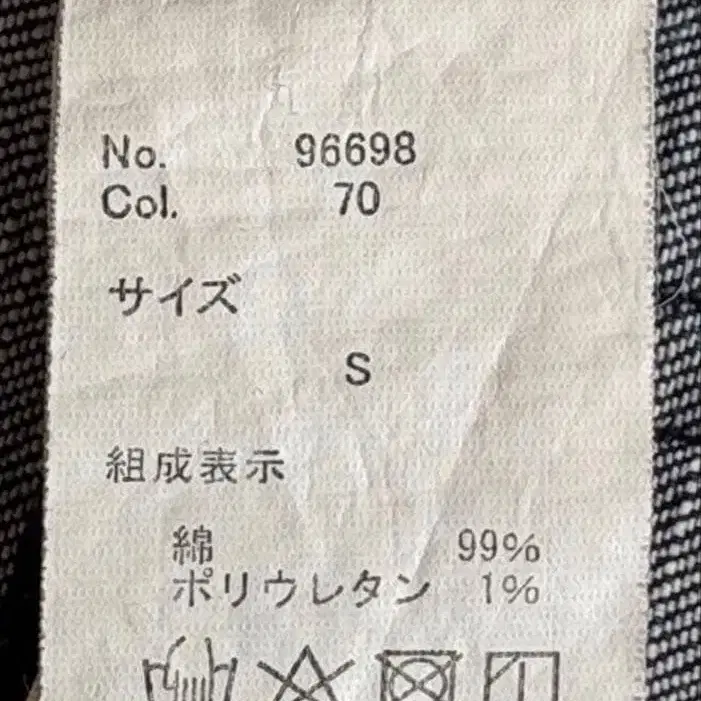 No. 96698
Col. 70
サイズ
S
組成表示
綿 99%
ポリウレタン 1%